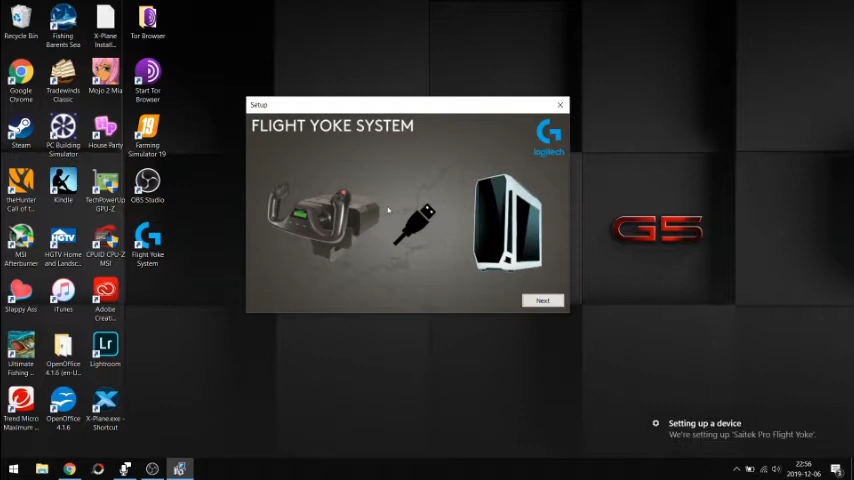 Recycle Bin
Fishing
Barents Sea
X-Plane
Install...
Tor Browser
Google
Chrome
Tradewinds
Classic
Mojo 2 Mia
Start Tor
Browser
Steam
PC Building
Simulator
House Party
Farming
Simulator 19
theHunter
Call of t...
Kindle
TechPowerUp
GPU-Z
OBS Studio
MSI
Afterburner
HGTV Home
and Landsc...
CPUID CPU-Z
MSI
Flight Yoke
System
Slappy Ass
iTunes
Adobe
Creati...
Ultimate
Fishing ...
OpenOffice
4.1.6 (en-U...
Lightroom
Trend Micro
Maximum ...
OpenOffice
4.1.6
X-Plane.exe -
Shortcut
Setup
FLIGHT YOKE SYSTEM
logitech
Next
G5
Setting up a device
We're setting up 'Saitek Pro Flight Yoke'.
22:56
2019-12-06